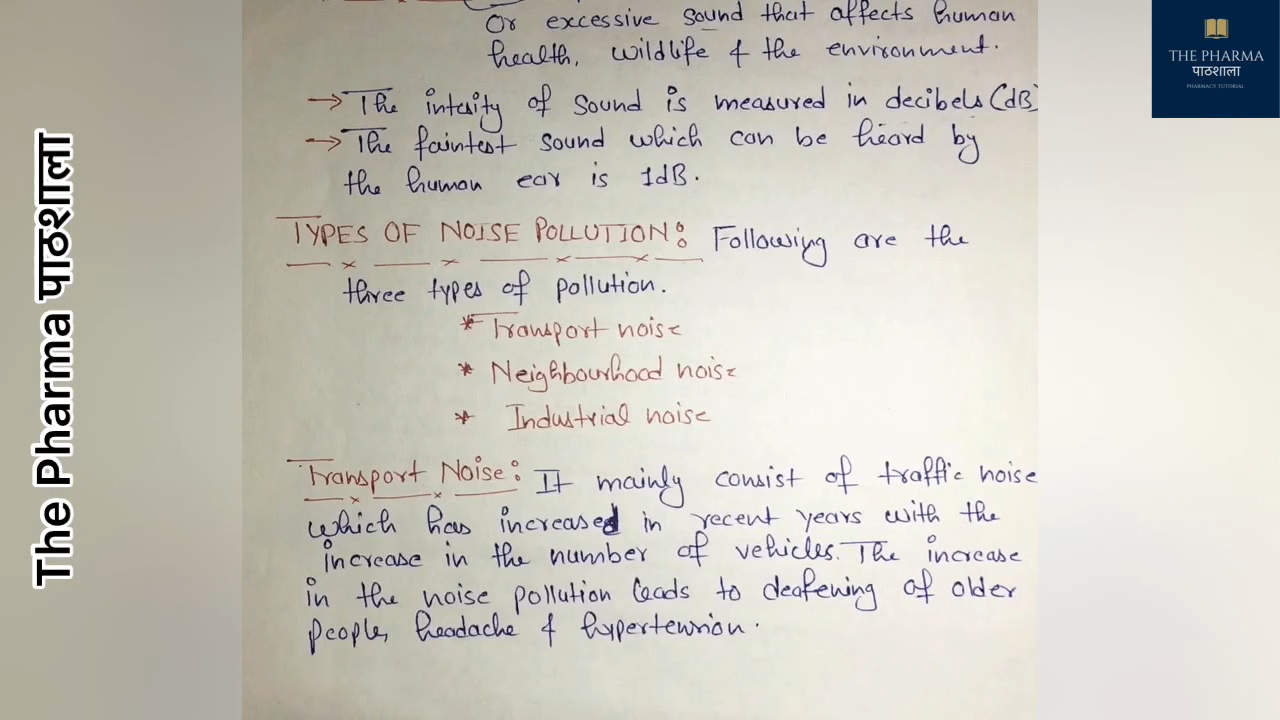 Or excessive sound that affects human
health, wildlife & the environment.
→ The intesity of sound is measured in decibels (dB)
→ The faintest sound which can be heard by
the human ear is 1dB.
TYPES OF NOISE POLLUTION: Following are the
three types of pollution.
* Transport noise
* Neighbourhood noise
* Industrial noise
Transport Noise: It mainly consist of traffic noise
which has increased in recent years with the
increase in the number of vehicles. The increase
in the noise pollution leads to deafening of older
people, headache & hypertension.
The Pharma पाठशाला
THE PHARMA
पाठशाला
PHARMACY TUTORIAL